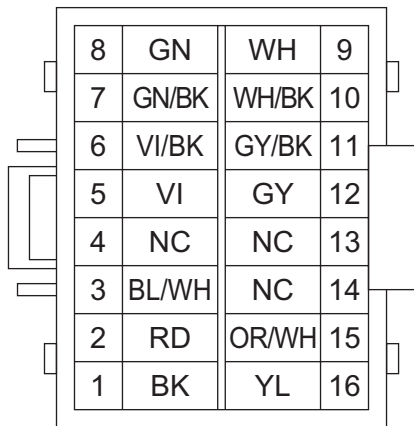 8 GN WH 9
7 GN/BK WH/BK 10
6 VI/BK GY/BK 11
5 VI GY 12
4 NC NC 13
3 BL/WH NC 14
2 RD OR/WH 15
1 BK YL 16